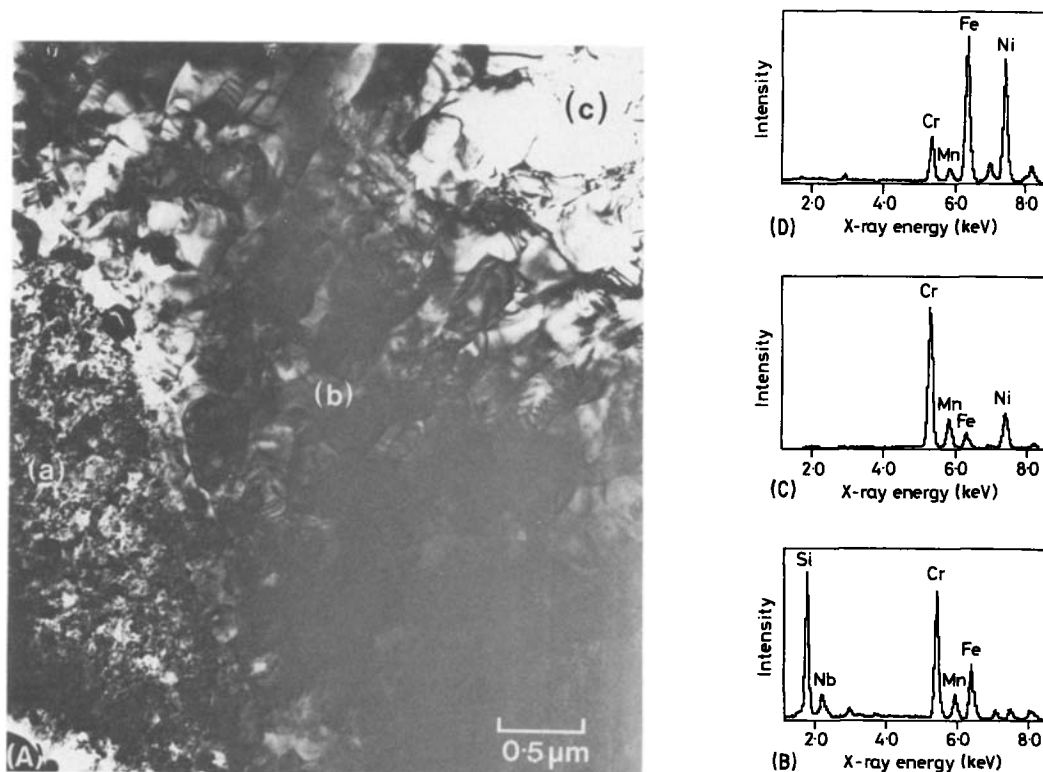 (c)
(b)
(a)
(A)
0·5μm
Fe
Ni
Cr
Mn
Intensity
2·0 4·0 6·0 8·0
(D) X-ray energy (keV)
Cr
Mn
Fe
Ni
Intensity
2·0 4·0 6·0 8·0
(C) X-ray energy (keV)
Si
Cr
Fe
Nb
Mn
Intensity
2·0 4·0 6·0 8·0
(B) X-ray energy (keV)